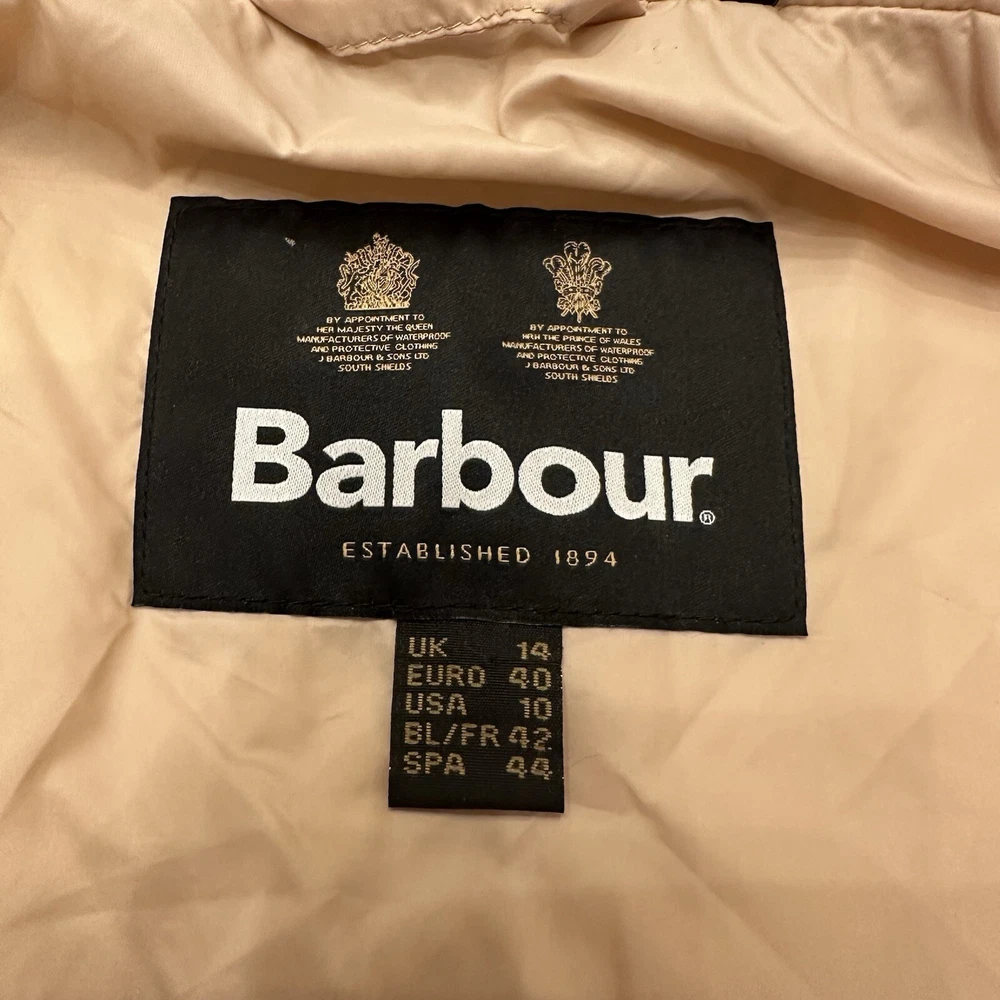 BY APPOINTMENT TO
HER MAJESTY THE QUEEN
MANUFACTURERS OF WATERPROOF
AND PROTECTIVE CLOTHING
J BARBOUR & SONS LTD
SOUTH SHIELDS
BY APPOINTMENT TO
HRH THE PRINCE OF WALES
MANUFACTURERS OF WATERPROOF
AND PROTECTIVE CLOTHING
J BARBOUR & SONS LTD
SOUTH SHIELDS
Barbour®
ESTABLISHED 1894
UK 14
EURO 40
USA 10
BL/FR 42
SPA 44